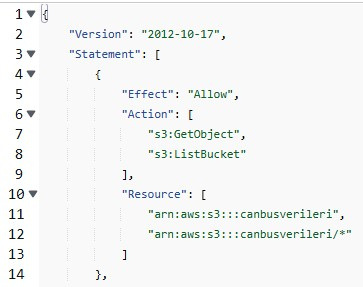 1 {
2 "Version": "2012-10-17",
3 "Statement": [
4 {
5 "Effect": "Allow",
6 "Action": [
7 "s3:GetObject",
8 "s3:ListBucket"
9 ],
10 "Resource": [
11 "arn:aws:s3:::canbusverileri",
12 "arn:aws:s3:::canbusverileri/*"
13 ]
14 },